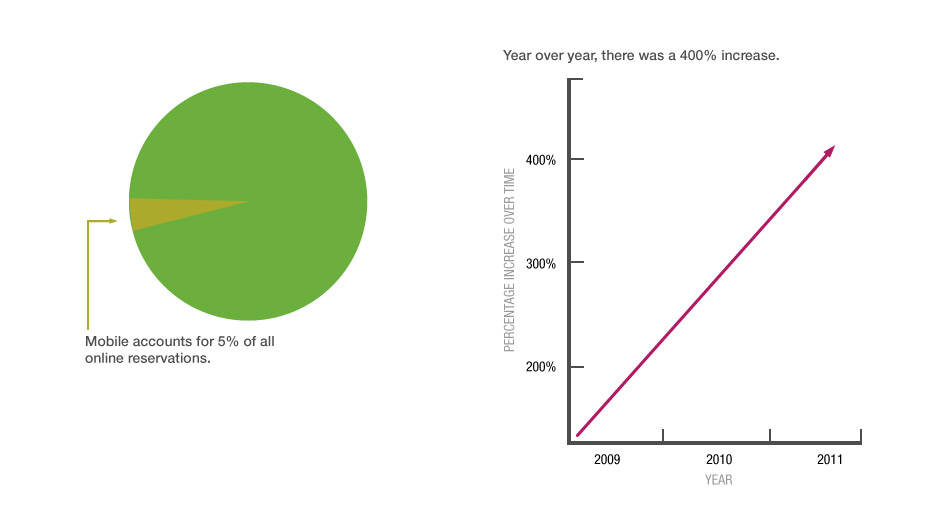 Mobile accounts for 5% of all
online reservations.
Year over year, there was a 400% increase.
PERCENTAGE INCREASE OVER TIME
400%
300%
200%
2009
2010
2011
YEAR